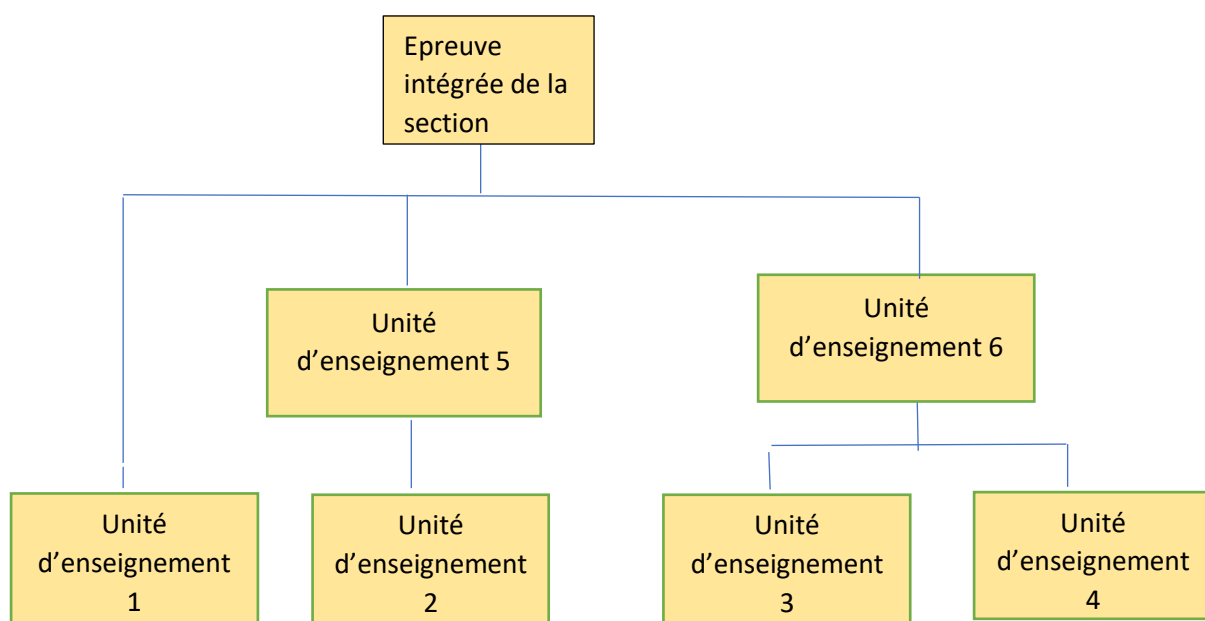 Epreuve
intégrée de la
section
Unité
d’enseignement 5
Unité
d’enseignement 6
Unité
d’enseignement
1
Unité
d’enseignement
2
Unité
d’enseignement
3
Unité
d’enseignement
4